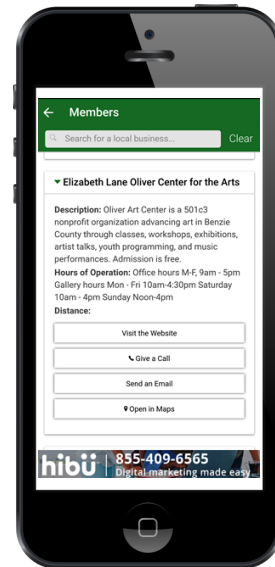 Members
Search for a local business...
Clear
Elizabeth Lane Oliver Center for the Arts
Description: Oliver Art Center is a 501c3
nonprofit organization advancing art in Benzie
County through classes, workshops, exhibitions,
artist talks, youth programming, and music
performances. Admission is free.
Hours of Operation: Office hours M-F, 9am - 5pm
Gallery hours Mon - Fri 10am-4:30pm Saturday
10am - 4pm Sunday Noon-4pm
Distance:
Visit the Website
Give a Call
Send an Email
Open in Maps
hibü
855-409-6565
Digital marketing made easy